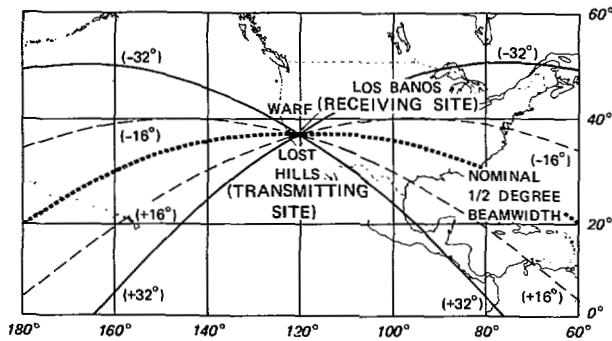 60°
(-32°)
(-32°)
LOS BANOS
WARF (RECEIVING SITE)
40°
(-16°)
(-16°)
LOST
HILLS
(TRANSMITTING
SITE)
NOMINAL
1/2 DEGREE
BEAMWIDTH
(+16°)
20°
(+32°)
(+32°)
(+16°)
0°
180° 160° 140° 120° 100° 80° 60°